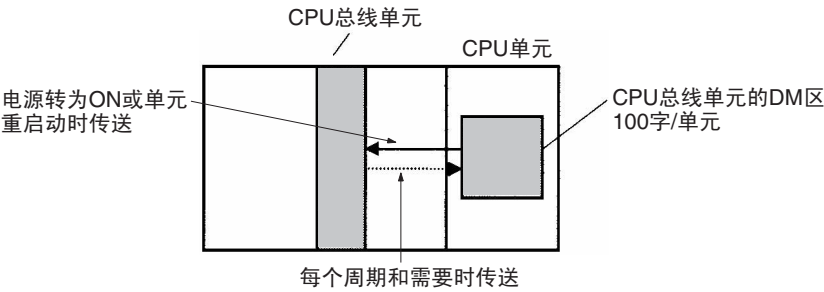 CPU总线单元
CPU单元
电源转为ON或单元
重启动时传送
CPU总线单元的DM区
100字/单元
每个周期和需要时传送